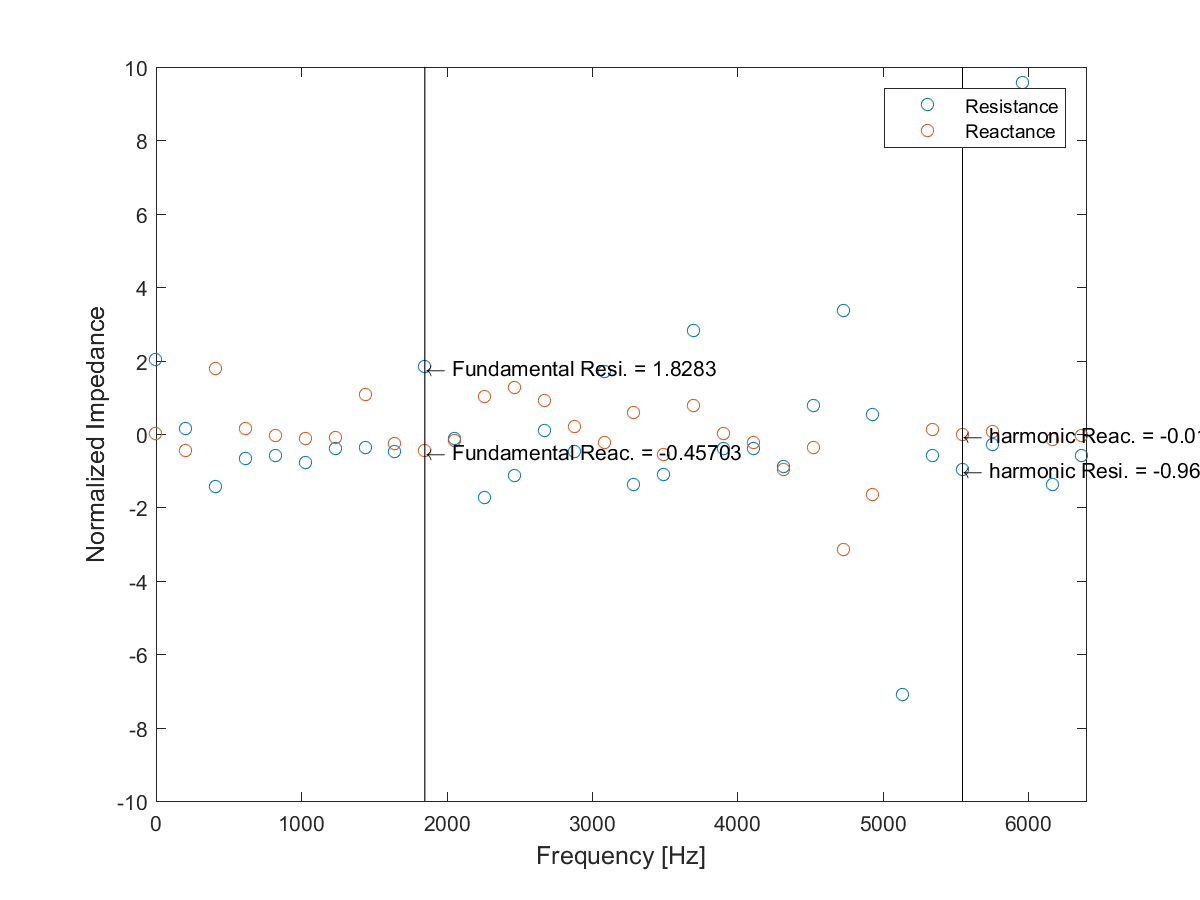 10
8
6
4
2
0
-2
-4
-6
-8
-10
Normalized Impedance
Resistance
Reactance
Fundamental Resi. = 1.8283
Fundamental Reac. = -0.45703
harmonic Reac. = -0.01
harmonic Resi. = -0.96
0 1000 2000 3000 4000 5000 6000
Frequency [Hz]